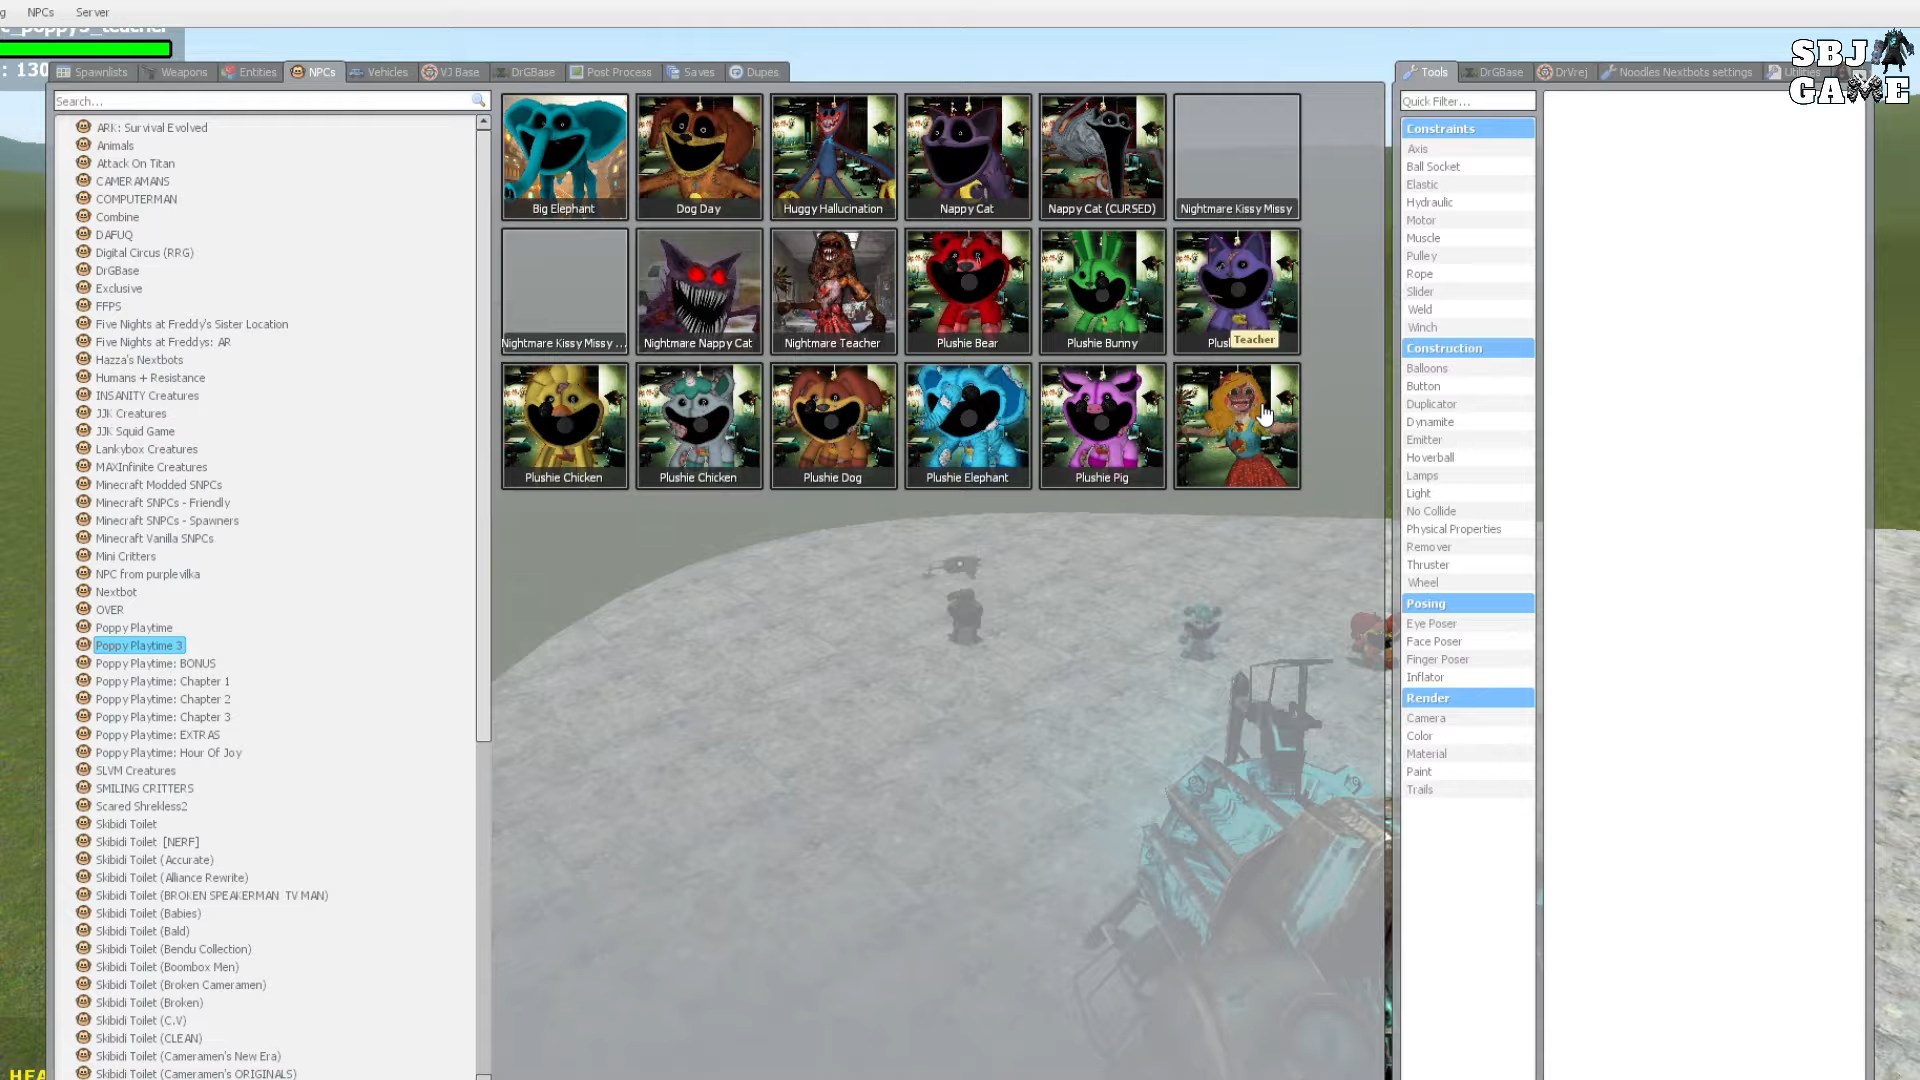 NPCs Server
: 130
Spawnlists Weapons Entities NPCs Vehicles VJ Base DrGBase Post Process Saves Dupes
Tools DrGBase DrVrej Noodles Nextbots settings Utilities
SBJ
GAME
Search...
Quick Filter...
ARK: Survival Evolved
Animals
Attack On Titan
CAMERAMANS
COMPUTERMAN
Combine
DAFUQ
Digital Circus (RRG)
DrGBase
Exclusive
FFPS
Five Nights at Freddy's Sister Location
Five Nights at Freddys: AR
Hazza's Nextbots
Humans + Resistance
INSANITY Creatures
JJK Creatures
JJK Squid Game
Lankybox Creatures
MAXInfinite Creatures
Minecraft Modded SNPCs
Minecraft SNPCs - Friendly
Minecraft SNPCs - Spawners
Minecraft Vanilla SNPCs
Mini Critters
NPC from purplevilka
Nextbot
OVER
Poppy Playtime
Poppy Playtime 3
Poppy Playtime: BONUS
Poppy Playtime: Chapter 1
Poppy Playtime: Chapter 2
Poppy Playtime: Chapter 3
Poppy Playtime: EXTRAS
Poppy Playtime: Hour Of Joy
SLVM Creatures
SMILING CRITTERS
Scared Shrekless2
Skibidi Toilet
Skibidi Toilet [NERF]
Skibidi Toilet (Accurate)
Skibidi Toilet (Alliance Rewrite)
Skibidi Toilet (BROKEN SPEAKERMAN TV MAN)
Skibidi Toilet (Babies)
Skibidi Toilet (Bald)
Skibidi Toilet (Bendu Collection)
Skibidi Toilet (Boombox Men)
Skibidi Toilet (Broken Cameramen)
Skibidi Toilet (Broken)
Skibidi Toilet (C.V)
Skibidi Toilet (CLEAN)
Skibidi Toilet (Cameramen's New Era)
Skibidi Toilet (Cameramen's ORIGINALS)
Big Elephant
Dog Day
Huggy Hallucination
Nappy Cat
Nappy Cat (CURSED)
Nightmare Kissy Missy
Nightmare Kissy Missy ...
Nightmare Nappy Cat
Nightmare Teacher
Plushie Bear
Plushie Bunny
Teacher
Plushie Chicken
Plushie Chicken
Plushie Dog
Plushie Elephant
Plushie Pig
Constraints
Axis
Ball Socket
Elastic
Hydraulic
Motor
Muscle
Pulley
Rope
Slider
Weld
Winch
Construction
Balloons
Button
Duplicator
Dynamite
Emitter
Hoverball
Lamps
Light
No Collide
Physical Properties
Remover
Thruster
Wheel
Posing
Eye Poser
Face Poser
Finger Poser
Inflator
Render
Camera
Color
Material
Paint
Trails
HEA